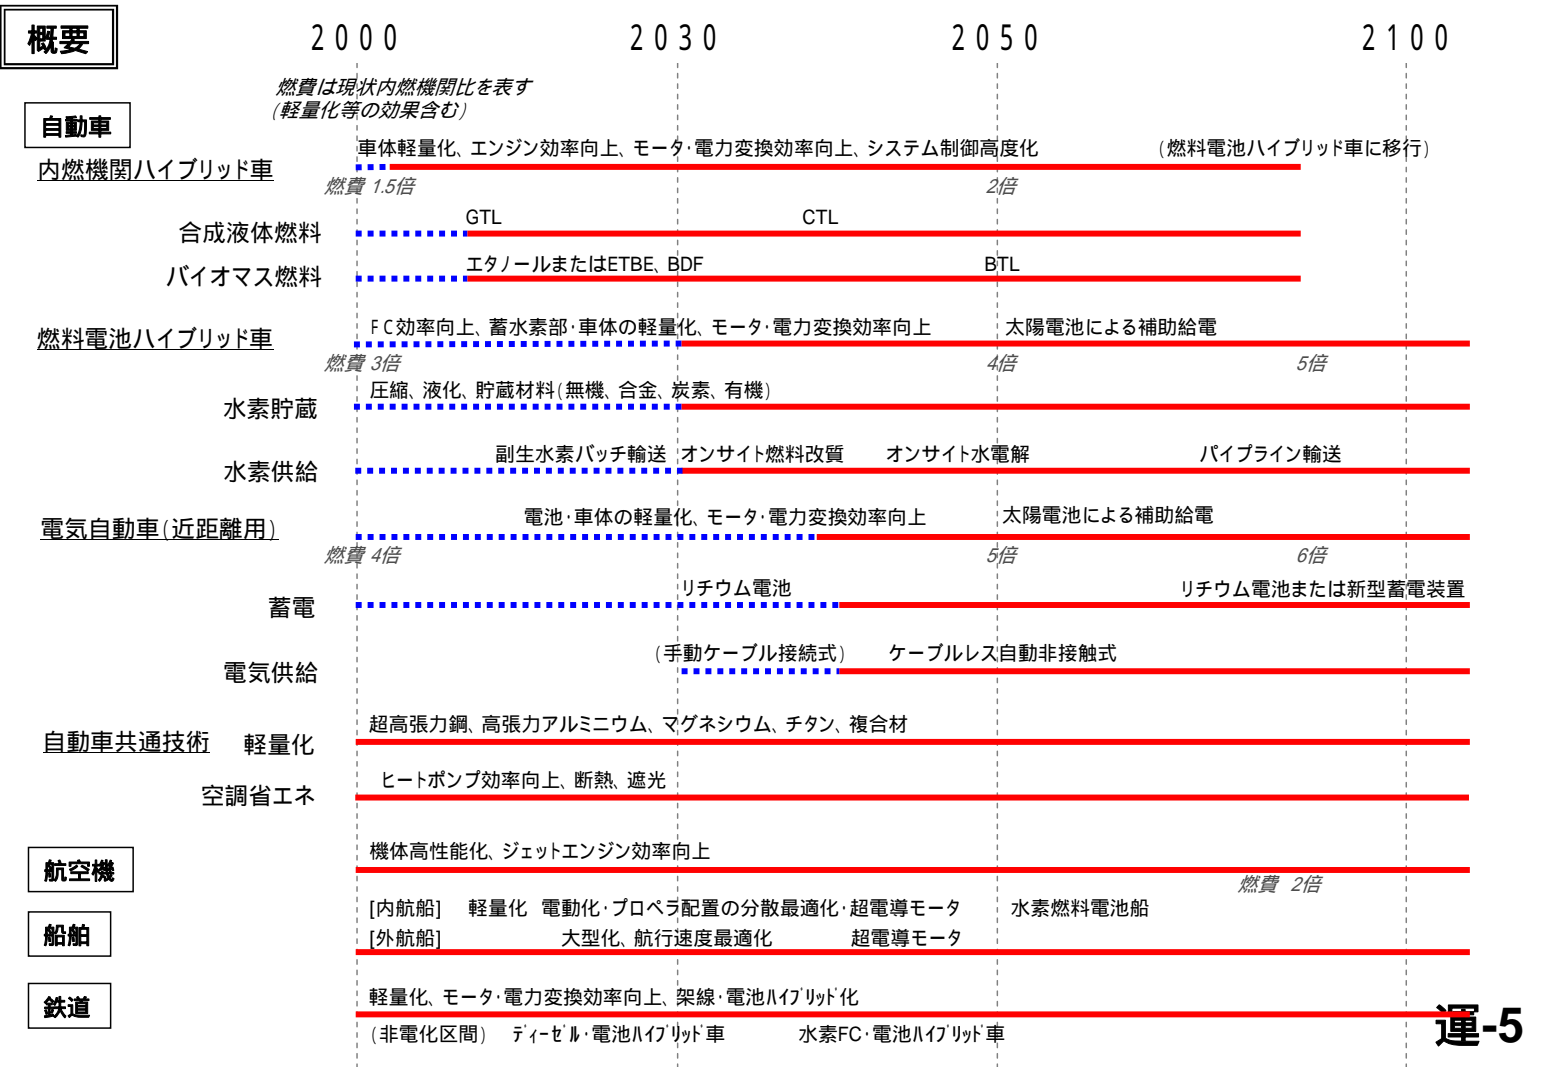 概要
2000 2030 2050 2100
燃費は現状内燃機関比を表す
(軽量化等の効果含む)
自動車
車体軽量化、エンジン効率向上、モータ・電力変換効率向上、システム制御高度化 (燃料電池ハイブリッド車に移行)
内燃機関ハイブリッド車
燃費 1.5倍 2倍
GTL CTL
合成液体燃料
エタノールまたはETBE、BDF BTL
バイオマス燃料
FC効率向上、蓄水素部・車体の軽量化、モータ・電力変換効率向上 太陽電池による補助給電
燃料電池ハイブリッド車
燃費 3倍 4倍 5倍
圧縮、液化、貯蔵材料(無機、合金、炭素、有機)
水素貯蔵
副生水素バッチ輸送 オンサイト燃料改質 オンサイト水電解 パイプライン輸送
水素供給
電池・車体の軽量化、モータ・電力変換効率向上 太陽電池による補助給電
電気自動車(近距離用)
燃費 4倍 5倍 6倍
リチウム電池 リチウム電池または新型蓄電装置
蓄電
(手動ケーブル接続式) ケーブルレス自動非接触式
電気供給
超高張力鋼、高張力アルミニウム、マグネシウム、チタン、複合材
自動車共通技術 軽量化
ヒートポンプ効率向上、断熱、遮光
空調省エネ
機体高性能化、ジェットエンジン効率向上
航空機
燃費 2倍
[内航船] 軽量化 電動化・プロペラ配置の分散最適化・超電導モータ 水素燃料電池船
船舶
[外航船] 大型化、航行速度最適化 超電導モータ
軽量化、モータ・電力変換効率向上、架線・電池ﾊｲﾌﾞﾘｯﾄﾞ化
鉄道
(非電化区間) ﾃﾞｨｰｾﾞﾙ・電池ﾊｲﾌﾞﾘｯﾄﾞ車 水素FC・電池ﾊｲﾌﾞﾘｯﾄﾞ車
運-5